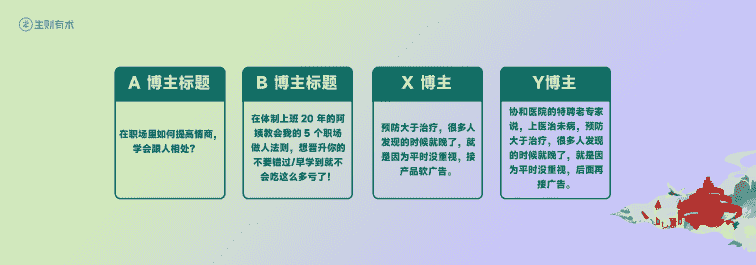 生财有术
A 博主标题
在职场里如何提高情商，
学会跟人相处？
B 博主标题
在体制上班 20 年的阿
姨教会我的 5 个职场
做人法则，想晋升你的
不要错过/早学到就不
会吃这么多亏了！
X 博主
预防大于治疗，很多人
发现的时候就晚了，就
是因为平时没重视，接
产品软广告。
Y博主
协和医院的特聘老专家
说，上医治未病，预防
大于治疗，很多人发现
的时候就晚了，就是因
为平时没重视，后面再
接广告。